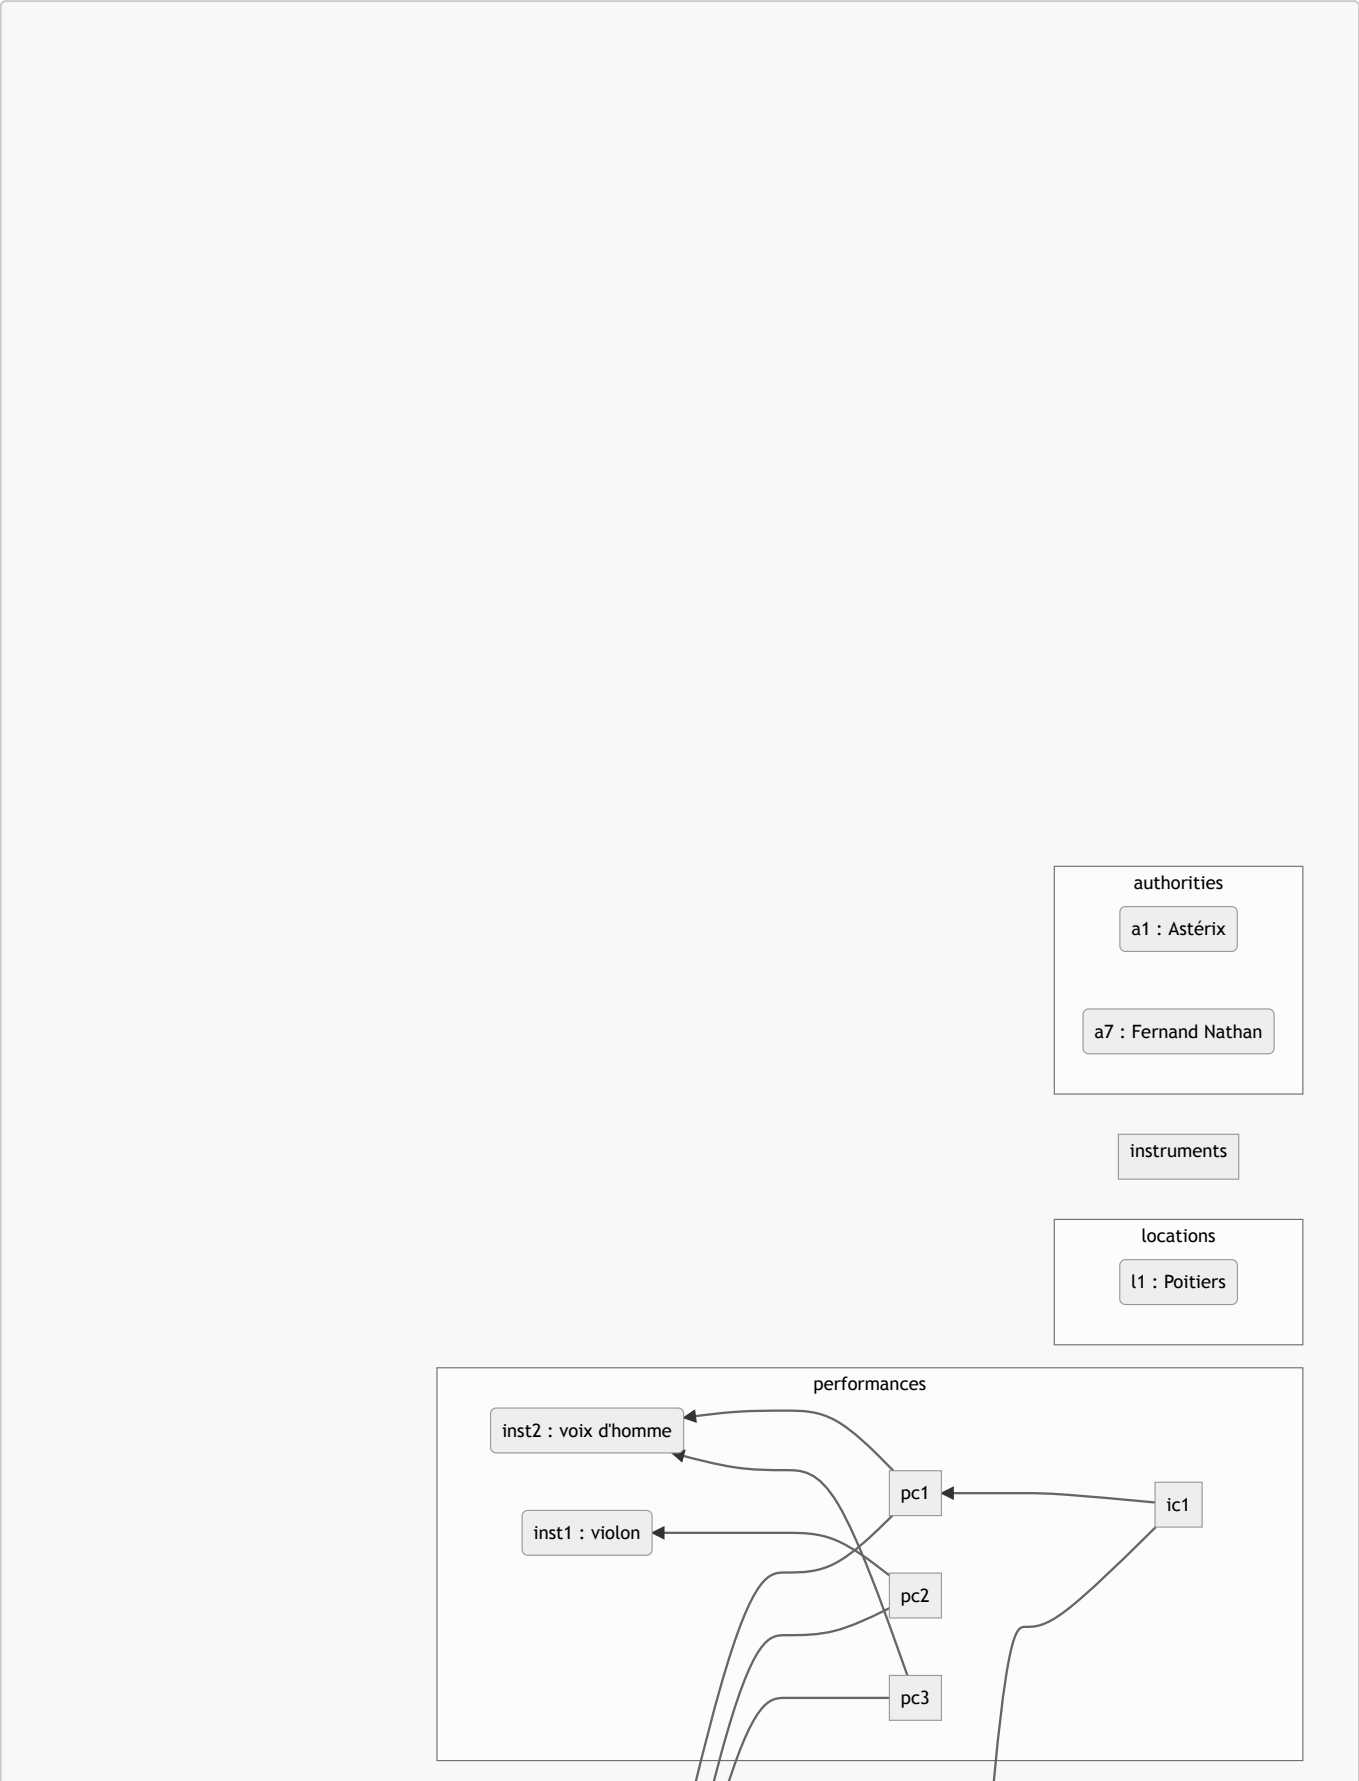 authorities
a1 : Astérix
a7 : Fernand Nathan
instruments
locations
l1 : Poitiers
performances
inst2 : voix d'homme
pc1
ic1
inst1 : violon
pc2
pc3